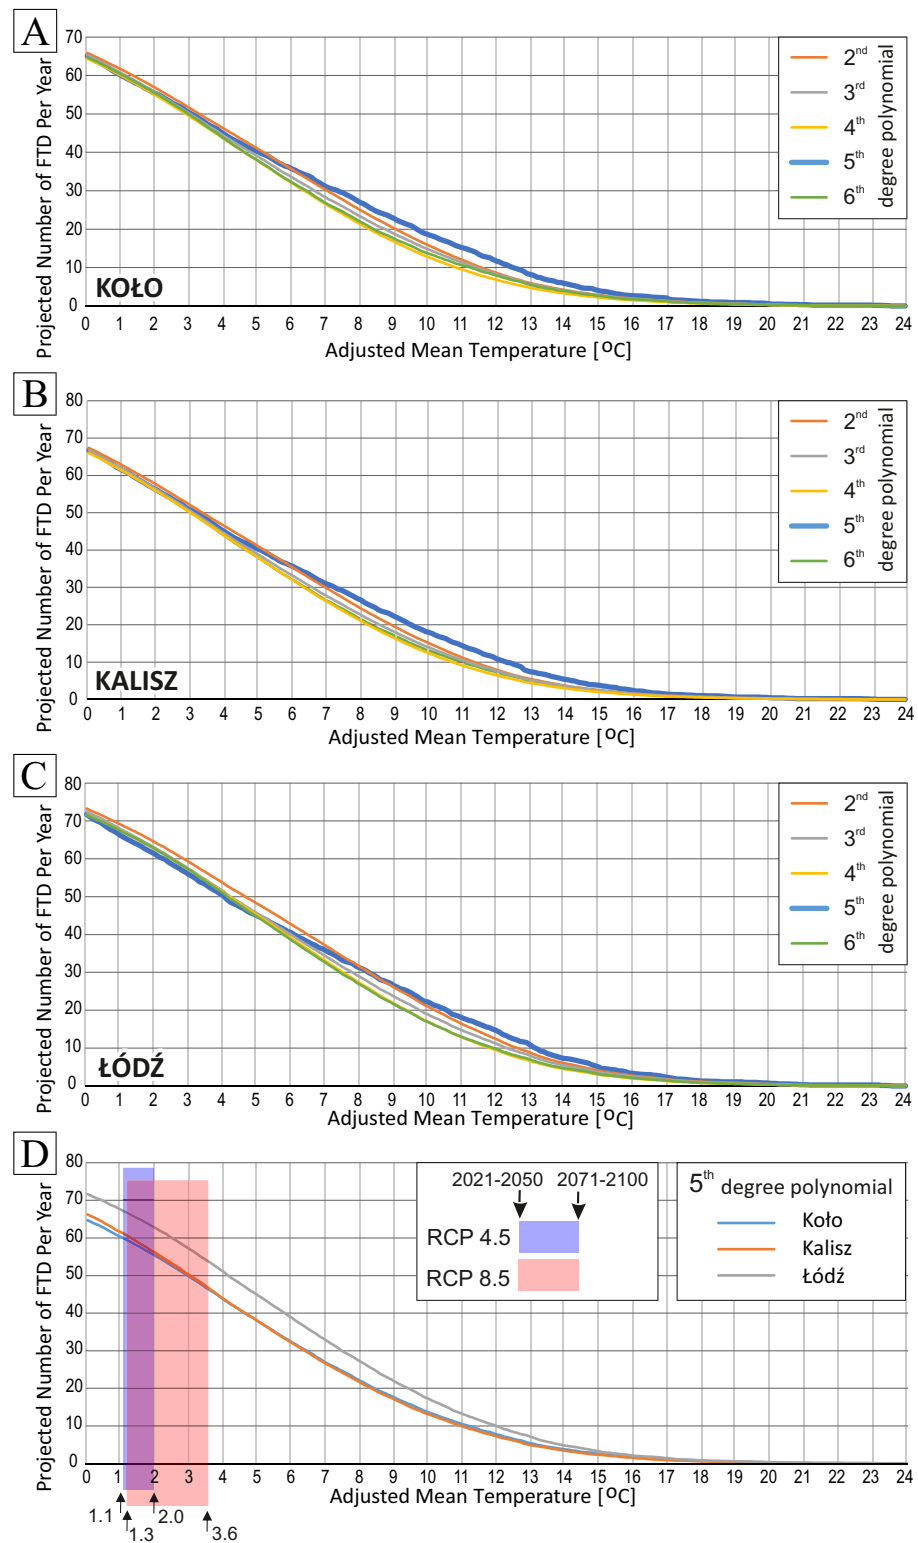 A
Projected Number of FTD Per Year
70
60
50
40
30
20
10
0
2nd
3rd
4th
5th
6th
degree polynomial
KOŁO
0 1 2 3 4 5 6 7 8 9 10 11 12 13 14 15 16 17 18 19 20 21 22 23 24
Adjusted Mean Temperature [ºC]
B
Projected Number of FTD Per Year
80
70
60
50
40
30
20
10
0
2nd
3rd
4th
5th
6th
degree polynomial
KALISZ
0 1 2 3 4 5 6 7 8 9 10 11 12 13 14 15 16 17 18 19 20 21 22 23 24
Adjusted Mean Temperature [ºC]
C
Projected Number of FTD Per Year
80
70
60
50
40
30
20
10
0
2nd
3rd
4th
5th
6th
degree polynomial
ŁÓDŹ
0 1 2 3 4 5 6 7 8 9 10 11 12 13 14 15 16 17 18 19 20 21 22 23 24
Adjusted Mean Temperature [ºC]
D
Projected Number of FTD Per Year
80
70
60
50
40
30
20
10
0
2021-2050 2071-2100
RCP 4.5
RCP 8.5
5th degree polynomial
Koło
Kalisz
Łódź
0 1 2 3 4 5 6 7 8 9 10 11 12 13 14 15 16 17 18 19 20 21 22 23 24
Adjusted Mean Temperature [ºC]
1.1 2.0
1.3 3.6